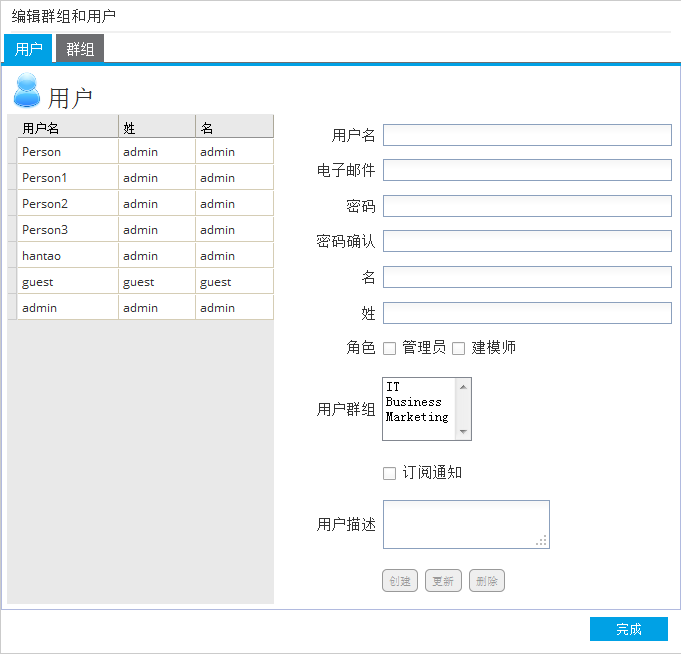 编辑群组和用户
用户 群组
用户
用户名 姓 名
Person admin admin
Person1 admin admin
Person2 admin admin
Person3 admin admin
hantao admin admin
guest guest guest
admin admin admin
用户名
电子邮件
密码
密码确认
名
姓
角色 管理员 建模师
用户群组
IT
Business
Marketing
订阅通知
用户描述
创建 更新 删除
完成